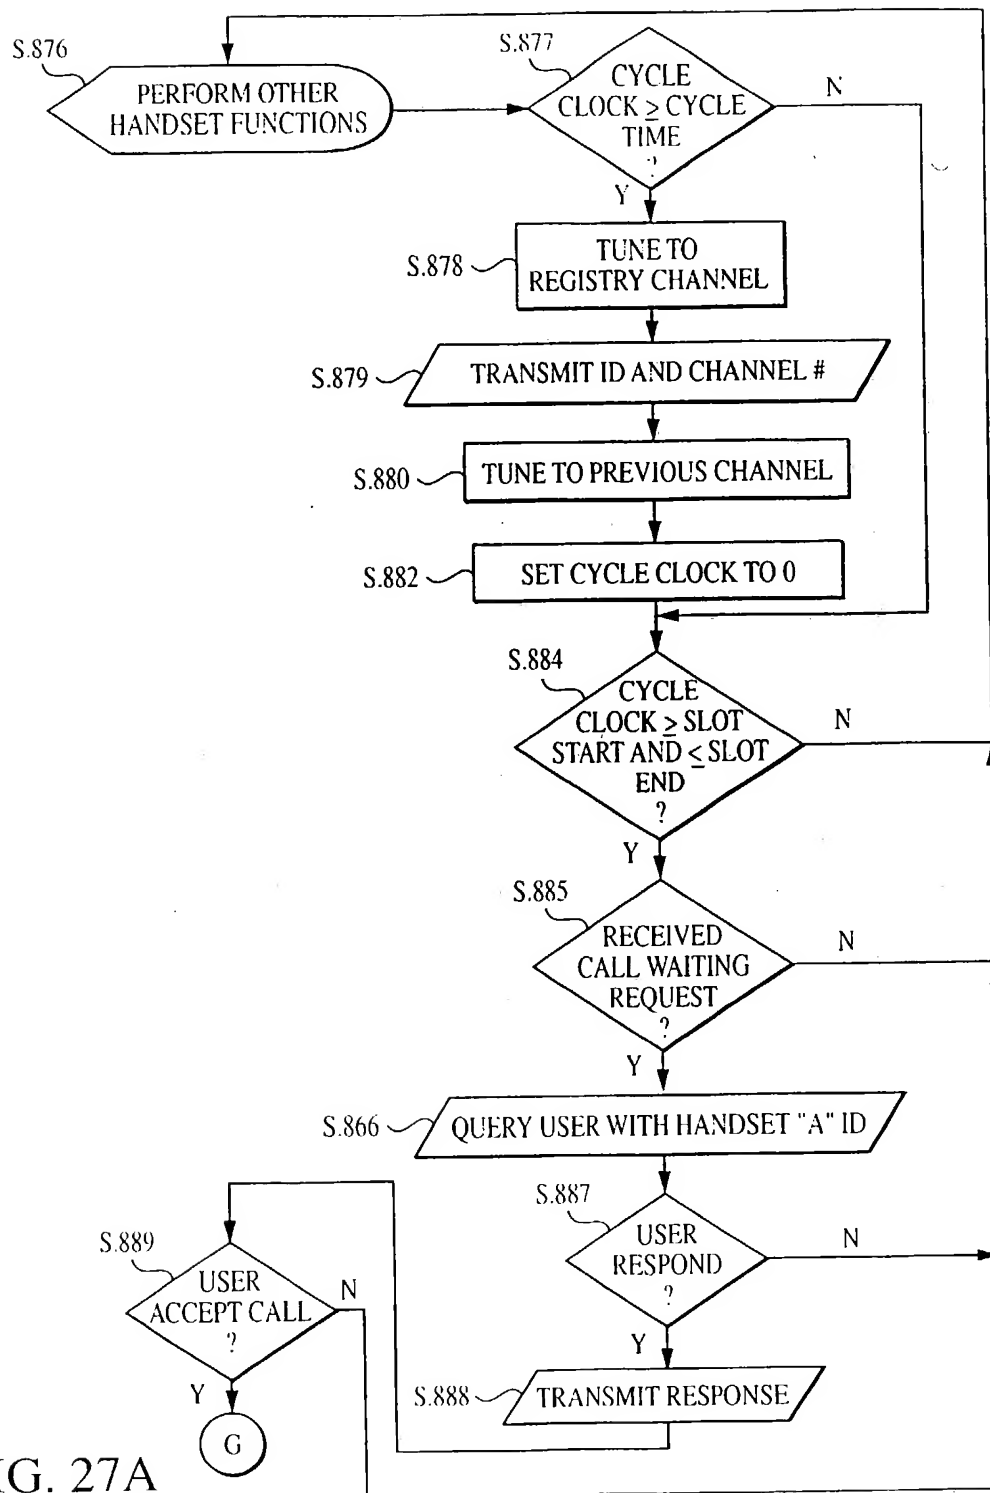 S.876
PERFORM OTHER
HANDSET FUNCTIONS
S.877
CYCLE
CLOCK ≥ CYCLE
TIME
?
N
Y
S.878
TUNE TO
REGISTRY CHANNEL
S.879
TRANSMIT ID AND CHANNEL #
S.880
TUNE TO PREVIOUS CHANNEL
S.882
SET CYCLE CLOCK TO 0
S.884
CYCLE
CLOCK ≥ SLOT
START AND ≤ SLOT
END
?
N
Y
S.885
RECEIVED
CALL WAITING
REQUEST
?
N
Y
S.866
QUERY USER WITH HANDSET "A" ID
S.887
USER
RESPOND
?
N
Y
S.888
TRANSMIT RESPONSE
S.889
USER
ACCEPT CALL
?
N
Y
G
IG. 27A